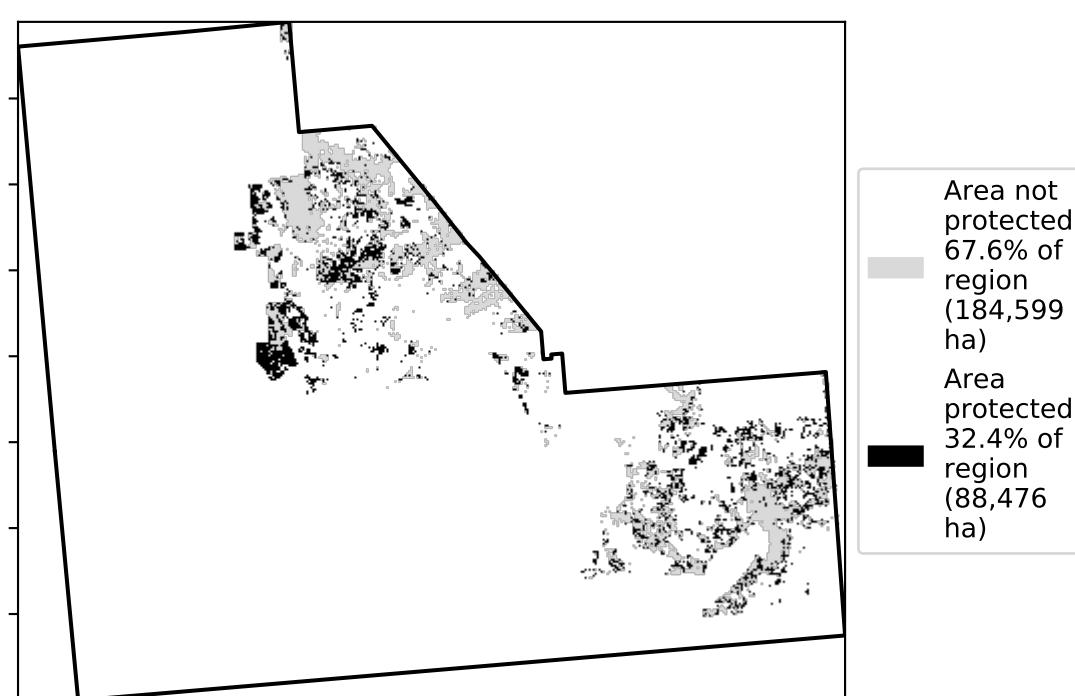 Area not
protected
67.6% of
region
(184,599
ha)
Area
protected
32.4% of
region
(88,476
ha)